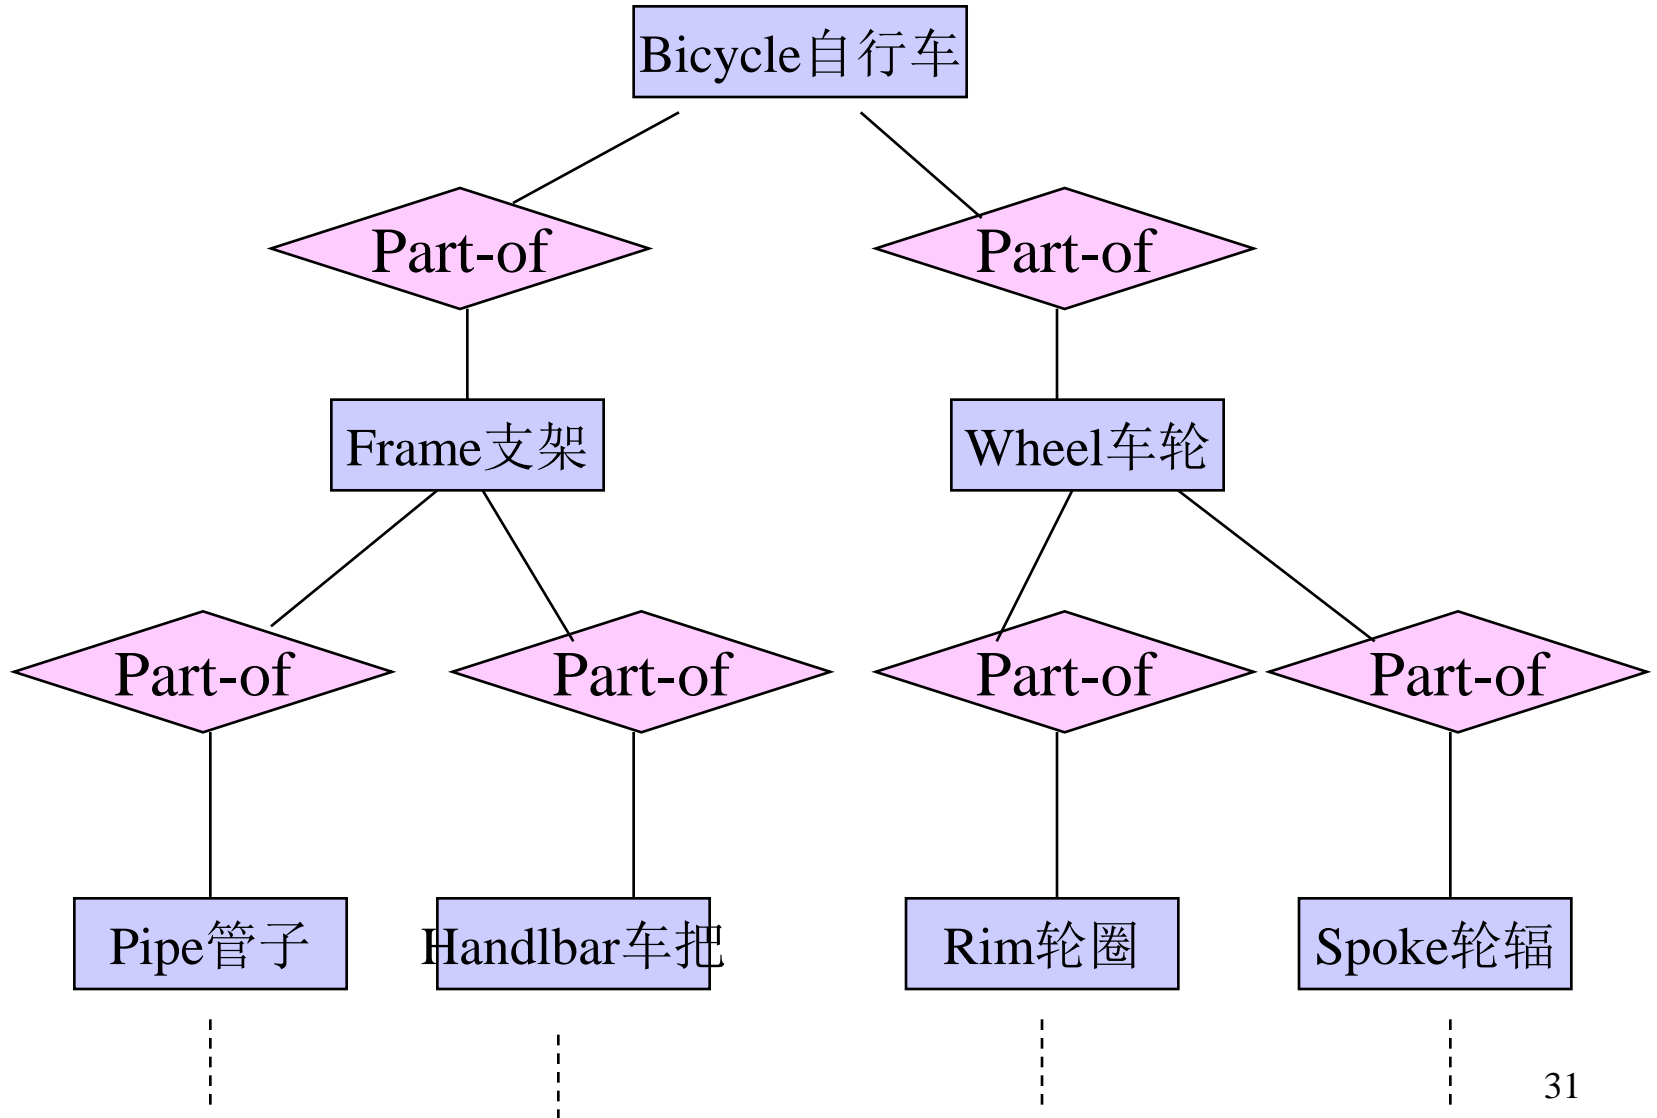 Bicycle自行车
Part-of
Part-of
Frame支架
Wheel车轮
Part-of
Part-of
Part-of
Part-of
Pipe管子
Handlbar车把
Rim轮圈
Spoke轮辐
31